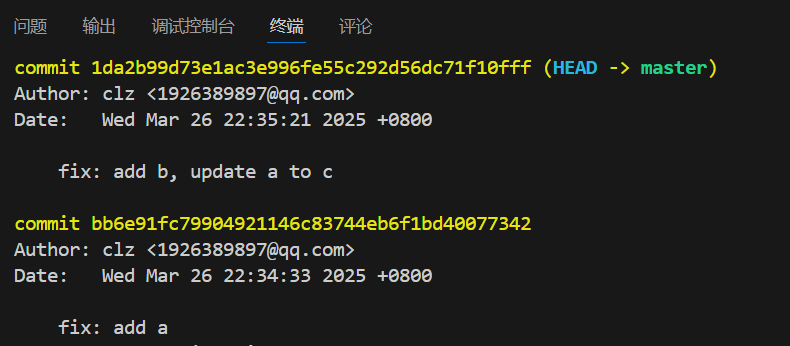 问题 输出 调试控制台 终端 评论
commit 1da2b99d73e1ac3e996fe55c292d56dc71f10fff (HEAD -> master)
Author: clz <1926389897@qq.com>
Date:   Wed Mar 26 22:35:21 2025 +0800
    fix: add b, update a to c
commit bb6e91fc79904921146c83744eb6f1bd40077342
Author: clz <1926389897@qq.com>
Date:   Wed Mar 26 22:34:33 2025 +0800
    fix: add a